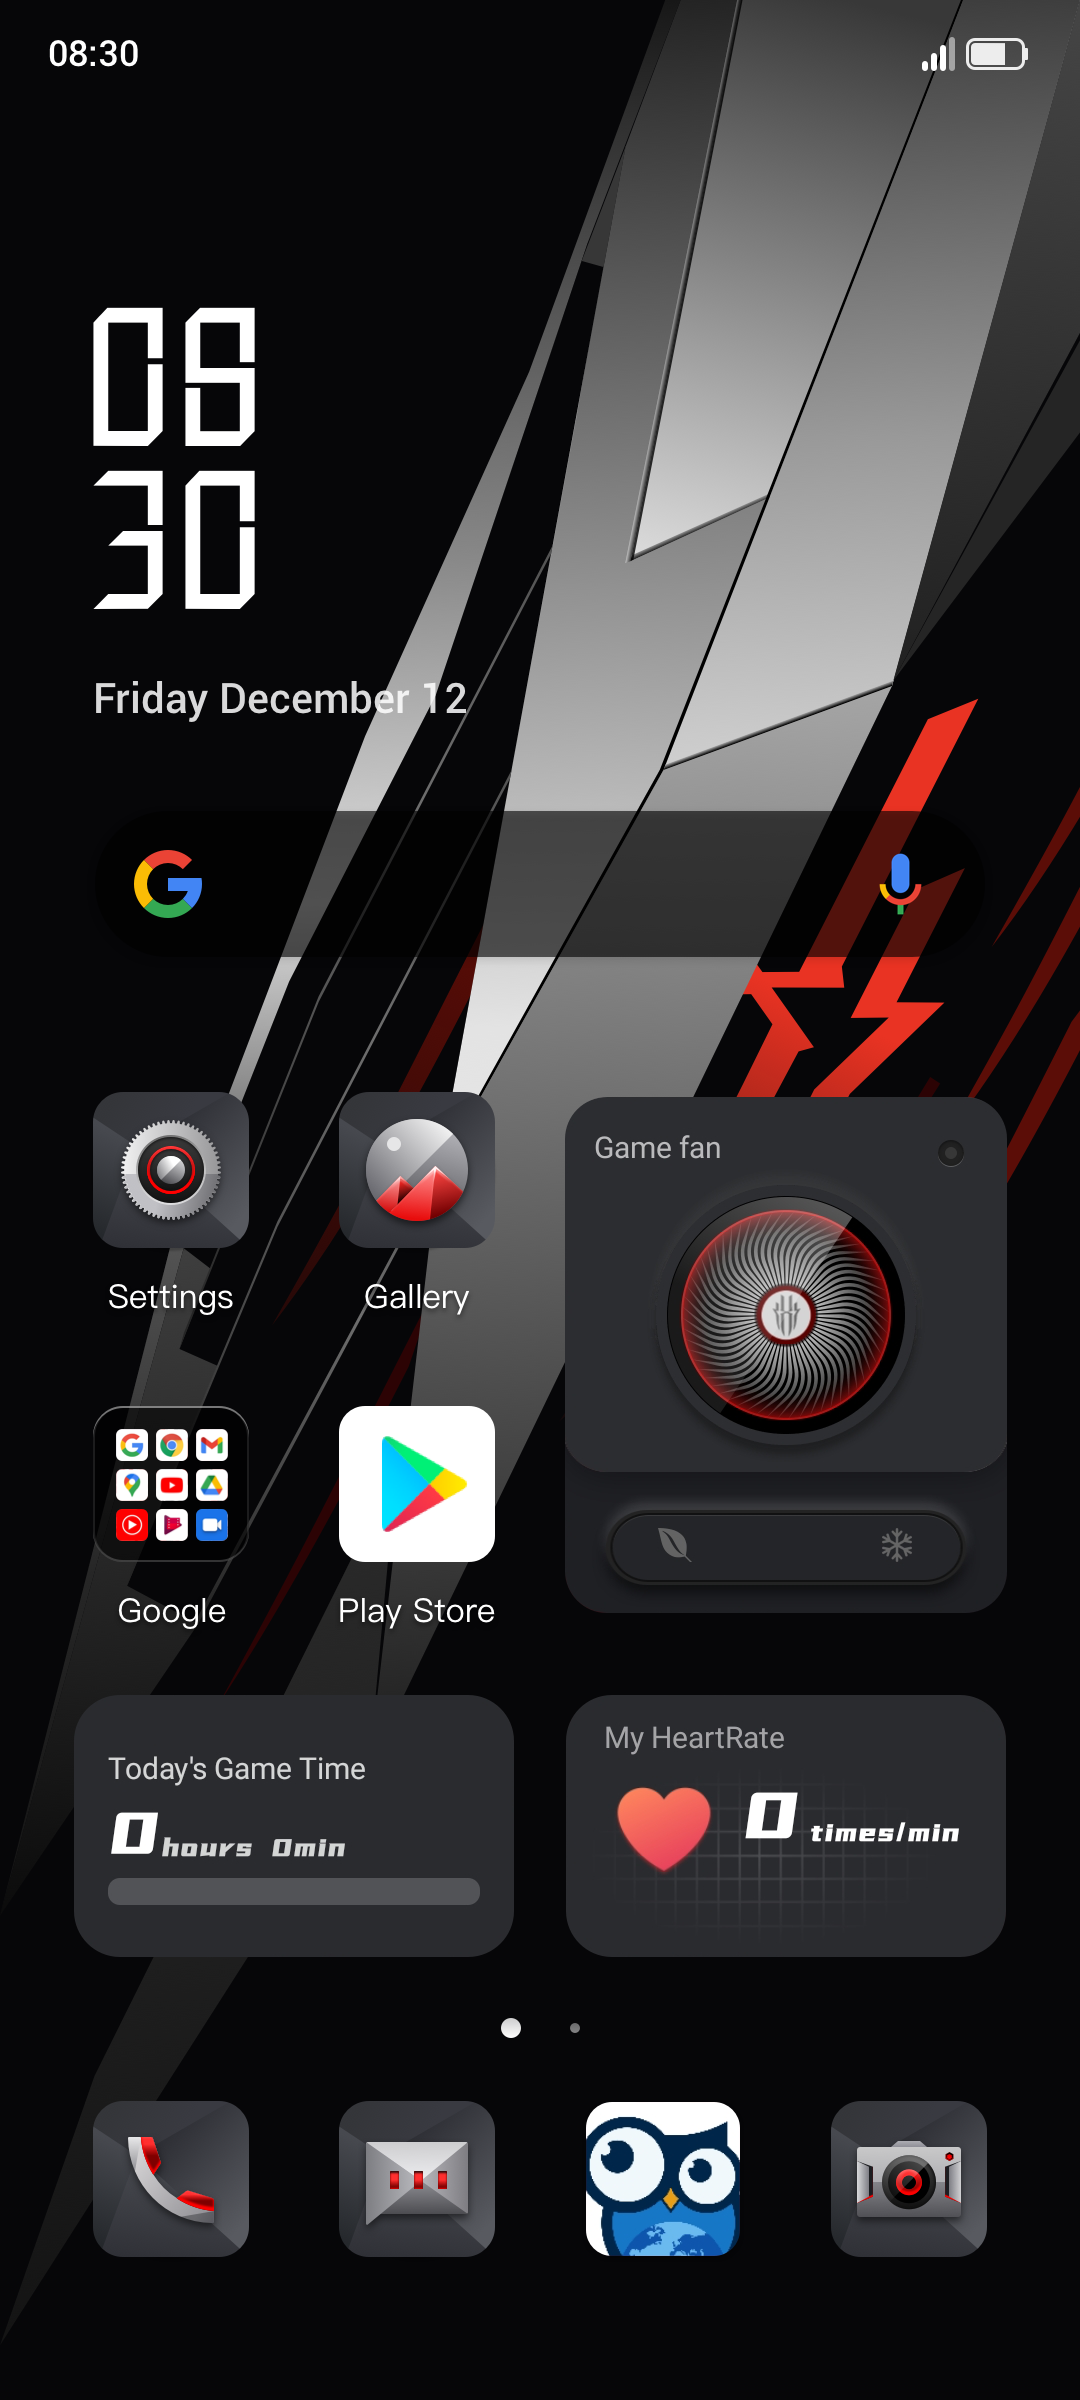 08:30
08
30
Friday December 12
Settings
Gallery
Game fan
Google
Play Store
Today's Game Time
0 hours 0min
My HeartRate
0 times/min